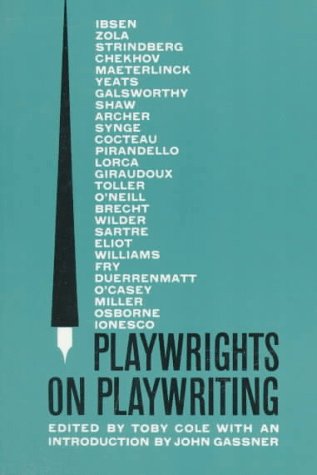 IBSEN
ZOLA
STRINDBERG
CHEKHOV
MAETERLINCK
YEATS
GALSWORTHY
SHAW
ARCHER
SYNGE
COCTEAU
PIRANDELLO
LORCA
GIRAUDOUX
TOLLER
O'NEILL
BRECHT
WILDER
SARTRE
ELIOT
WILLIAMS
FRY
DUERRENMATT
O'CASEY
MILLER
OSBORNE
IONESCO
PLAYWRIGHTS
ON PLAYWRITING
EDITED BY TOBY COLE WITH AN
INTRODUCTION BY JOHN GASSNER